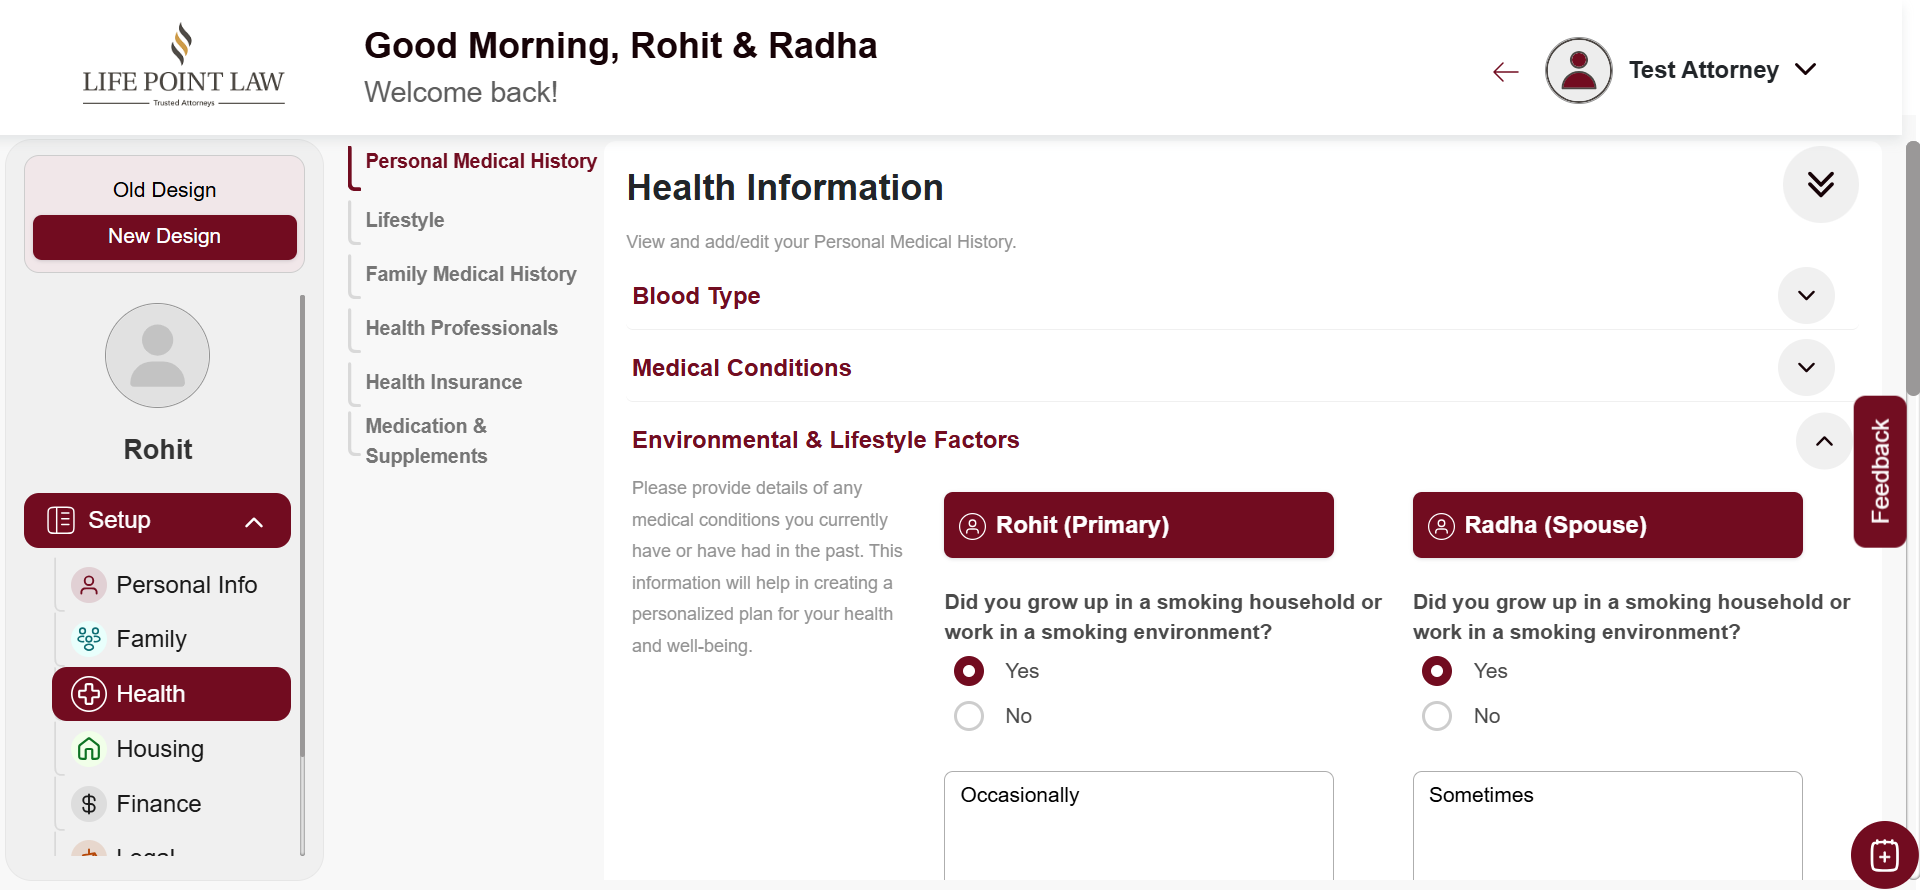 LIFE POINT LAW
Trusted Attorneys
Good Morning, Rohit & Radha
Welcome back!
Test Attorney
Old Design
New Design
Rohit
Setup
Personal Info
Family
Health
Housing
Finance
Legal
Personal Medical History
Lifestyle
Family Medical History
Health Professionals
Health Insurance
Medication &
Supplements
Health Information
View and add/edit your Personal Medical History.
Blood Type
Medical Conditions
Environmental & Lifestyle Factors
Please provide details of any
medical conditions you currently
have or have had in the past. This
information will help in creating a
personalized plan for your health
and well-being.
Rohit (Primary)
Did you grow up in a smoking household or
work in a smoking environment?
Yes
No
Occasionally
Radha (Spouse)
Did you grow up in a smoking household or
work in a smoking environment?
Yes
No
Sometimes
Feedback